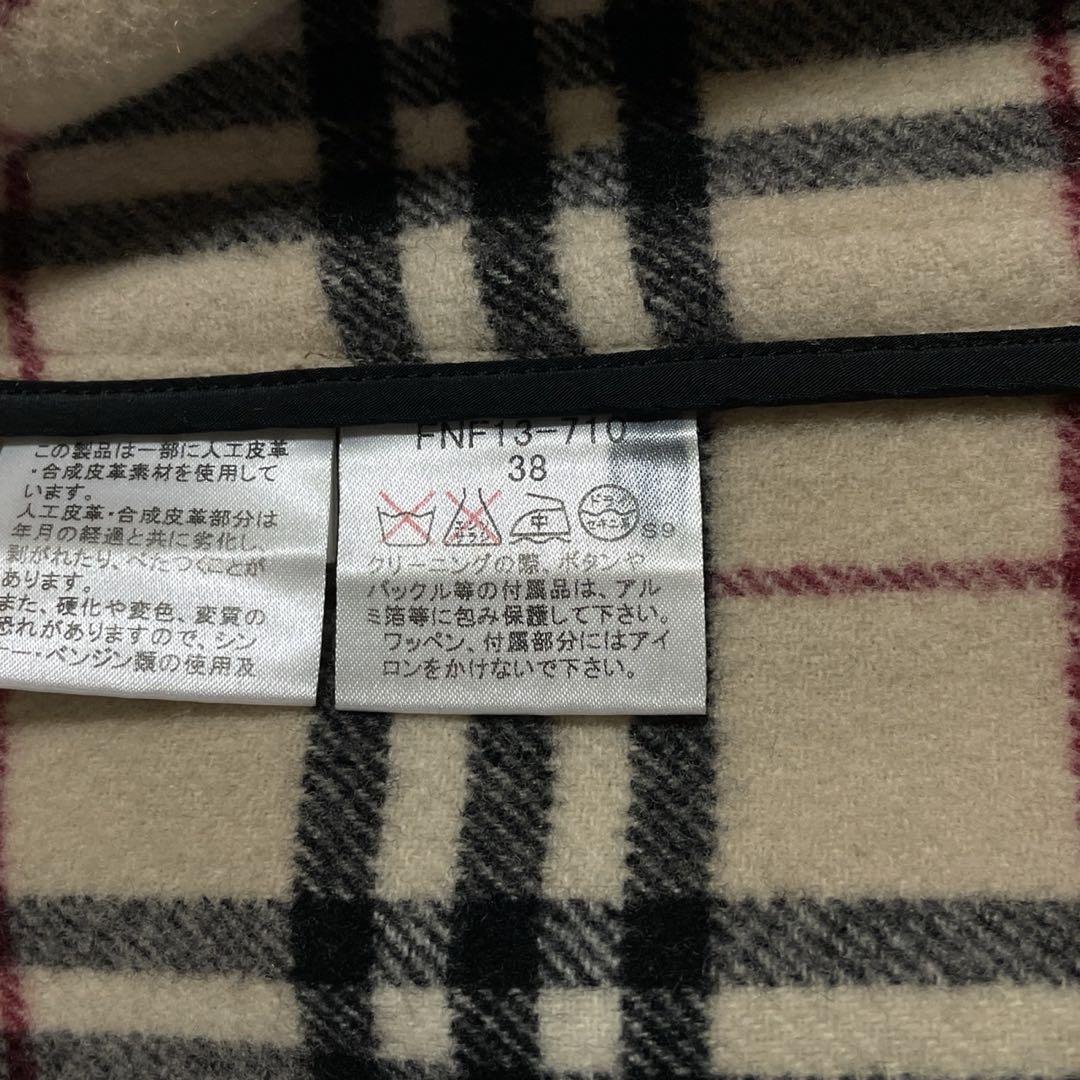 この製品は一部に人工皮革
・合成皮革素材を使用して
います。
人工皮革・合成皮革部分は
年月の経過と共に劣化し
剥がれたり、べたつくことが
あります。
また、硬化や変色、変質の
恐れがありますので、シン
ナー・ベンジン類の使用及
FNF13-710
38
エンソ
サラシ
中
ドライ
セキユ系
S9
クリーニングの際、ボタンや
バックル等の付属品は、アル
ミ箔等に包み保護して下さい。
ワッペン、付属部分にはアイ
ロンをかけないで下さい。